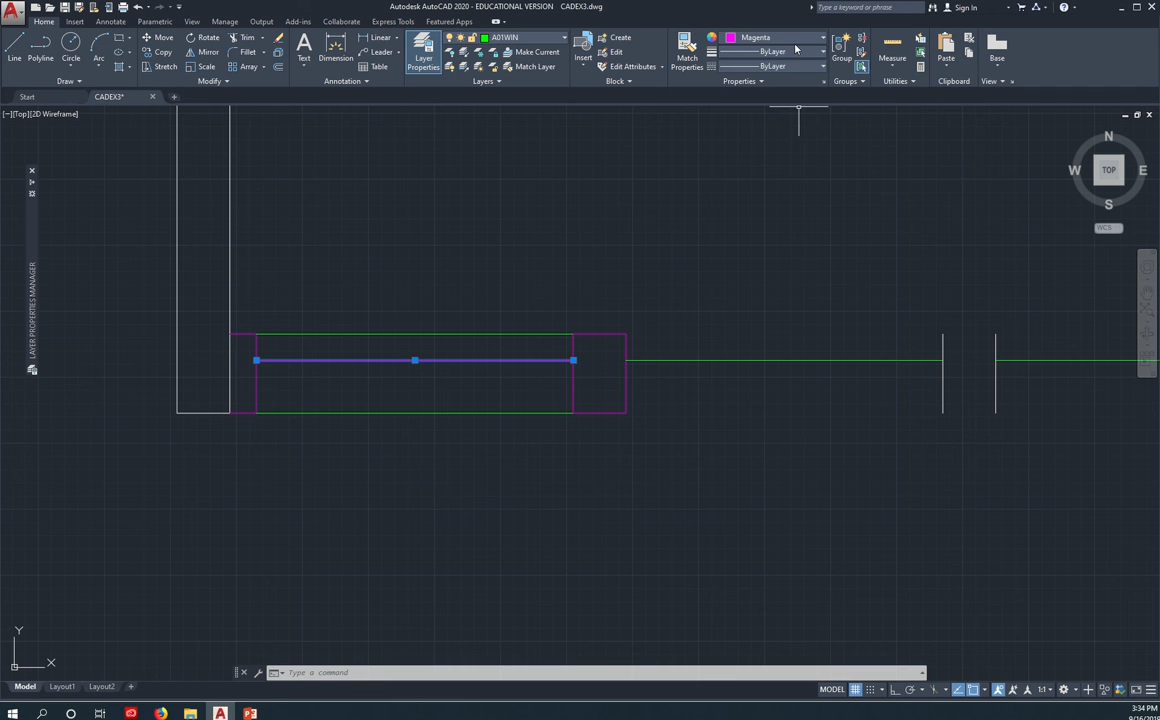 Autodesk AutoCAD 2020 - EDUCATIONAL VERSION CADEX3.dwg
Type a keyword or phrase
Sign In
Home Insert Annotate Parametric View Manage Output Add-ins Collaborate Express Tools Featured Apps
Line Polyline Circle Arc
Move Rotate Trim
Copy Mirror Fillet
Stretch Scale Array
Text Dimension
Linear
Leader
Table
Layer Properties
A01WIN
Make Current
Match Layer
Insert
Create
Edit
Edit Attributes
Match Properties
Magenta
ByLayer
ByLayer
Group
Measure
Paste
Base
Draw Modify Annotation Layers Block Properties Groups Utilities Clipboard View
Start CADEX3*
[−][Top][2D Wireframe]
N
W TOP E
S
WCS
LAYER PROPERTIES MANAGER
Y
X
Type a command
Model Layout1 Layout2
MODEL 1:1
3:34 PM